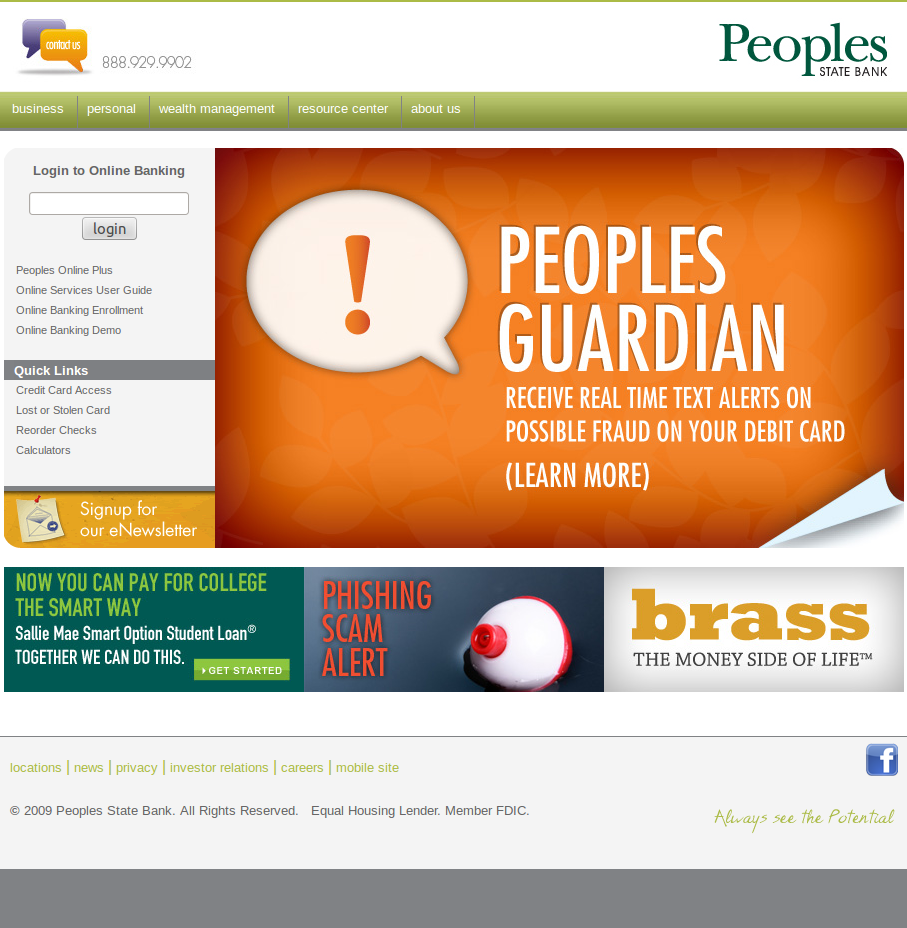 contact us
888.929.9902
Peoples
STATE BANK
business personal wealth management resource center about us
Login to Online Banking
login
Peoples Online Plus
Online Services User Guide
Online Banking Enrollment
Online Banking Demo
Quick Links
Credit Card Access
Lost or Stolen Card
Reorder Checks
Calculators
Signup for
our eNewsletter
!
PEOPLES
GUARDIAN
RECEIVE REAL TIME TEXT ALERTS ON
POSSIBLE FRAUD ON YOUR DEBIT CARD
(LEARN MORE)
NOW YOU CAN PAY FOR COLLEGE
THE SMART WAY
Sallie Mae Smart Option Student Loan®
TOGETHER WE CAN DO THIS.
GET STARTED
PHISHING
SCAM
ALERT
brass
THE MONEY SIDE OF LIFE™
locations | news | privacy | investor relations | careers | mobile site
f
© 2009 Peoples State Bank. All Rights Reserved. Equal Housing Lender. Member FDIC.
Always see the Potential